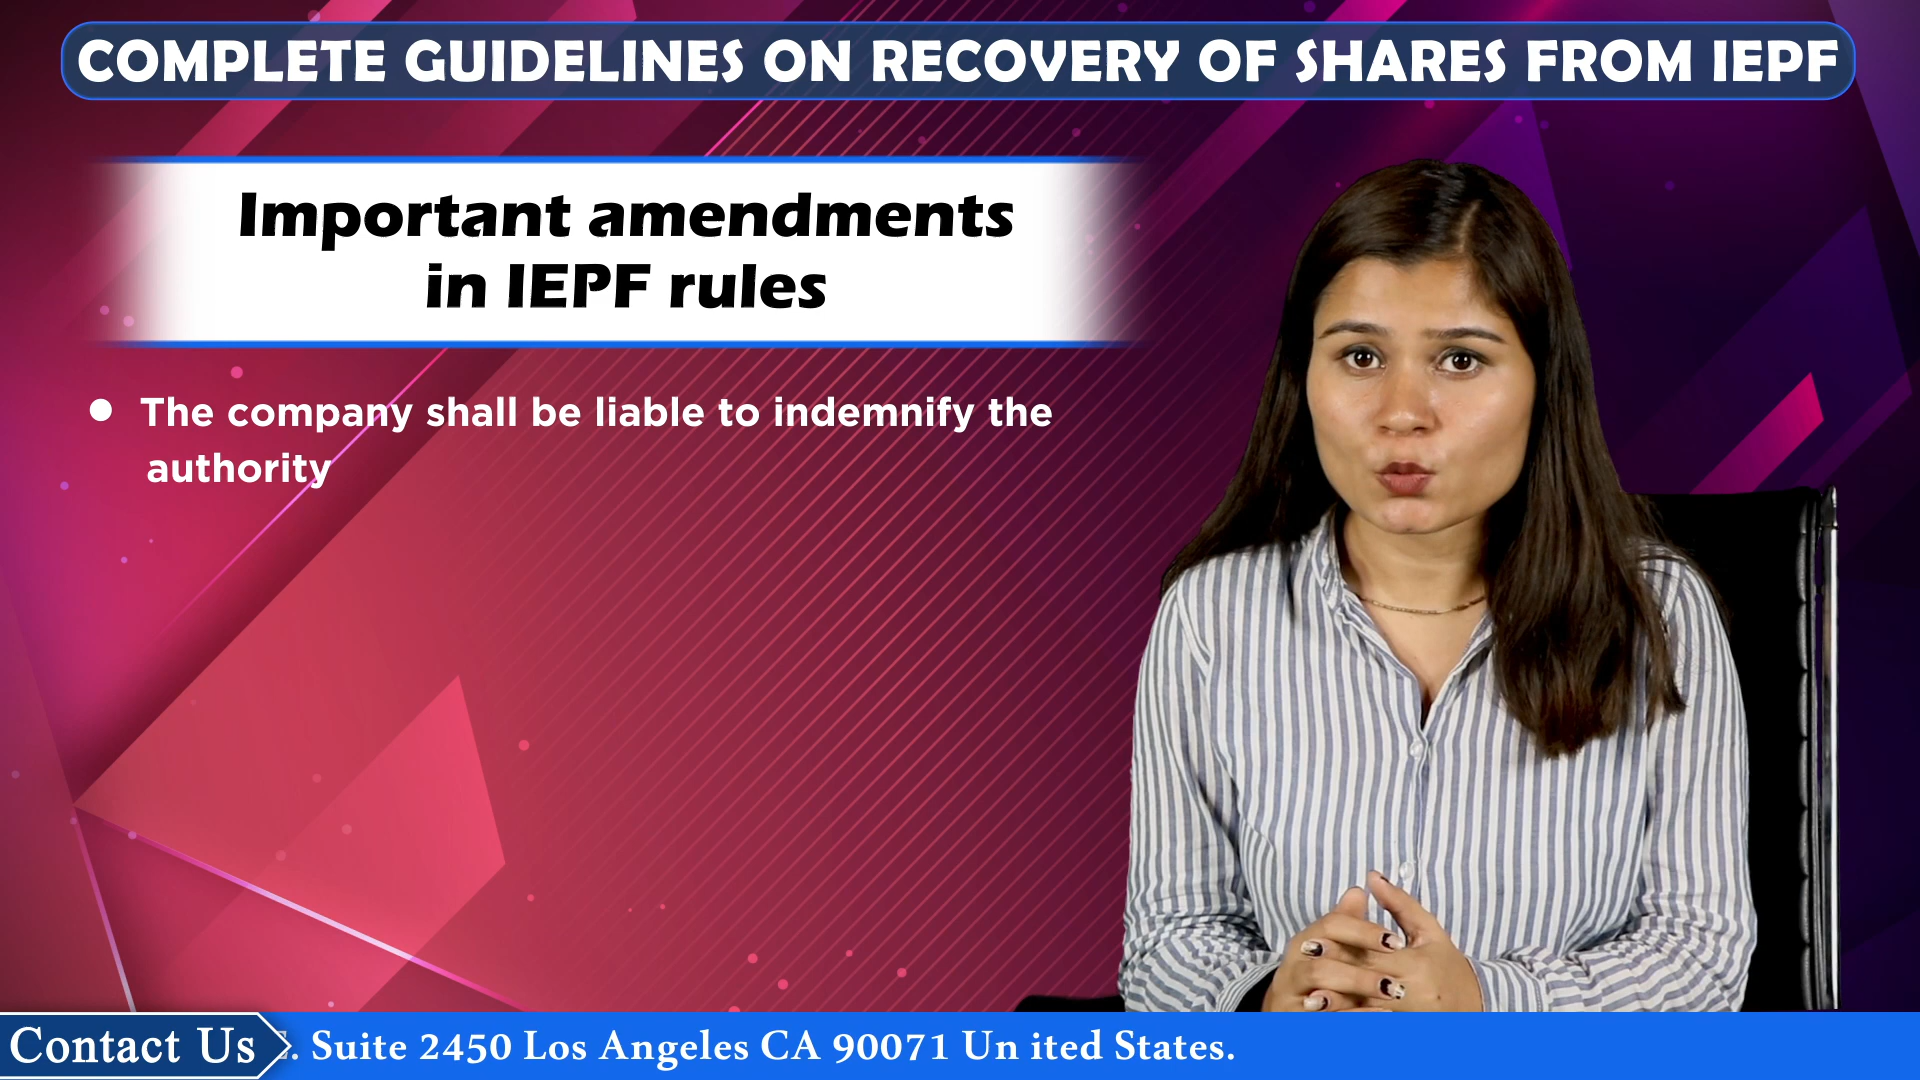 COMPLETE GUIDELINES ON RECOVERY OF SHARES FROM IEPF
Important amendments
in IEPF rules
The company shall be liable to indemnify the
authority
Contact Us
Suite 2450 Los Angeles CA 90071 Un ited States.